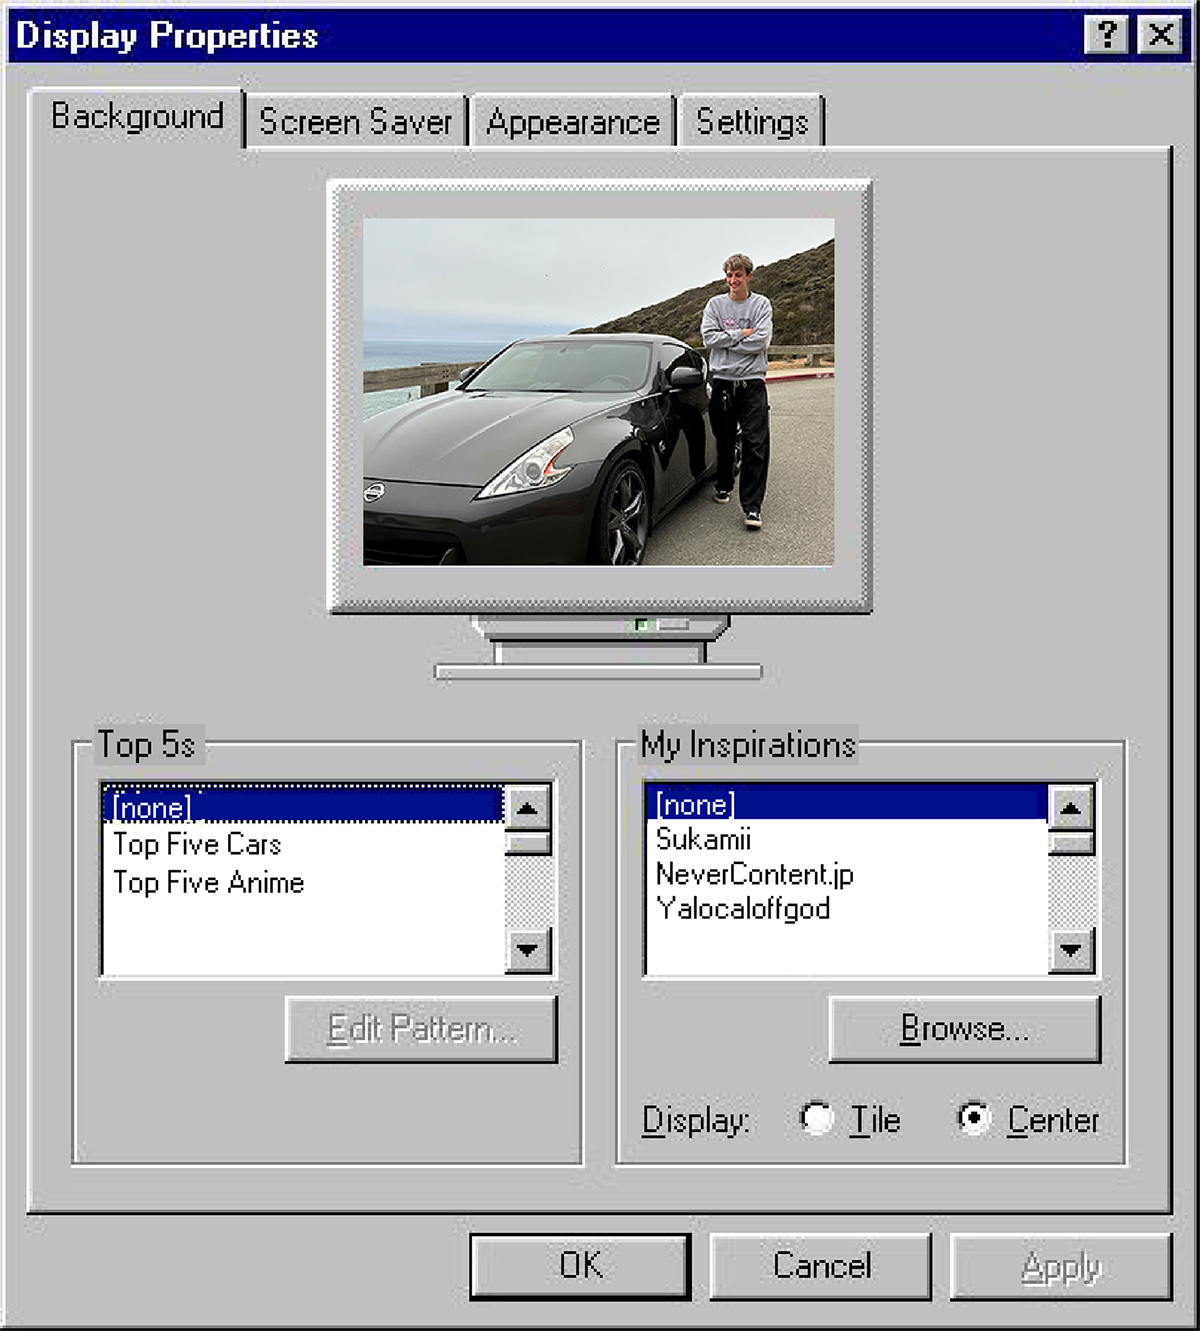 Display Properties
Background
Screen Saver
Appearance
Settings
Top 5s
[none]
Top Five Cars
Top Five Anime
Edit Pattern...
My Inspirations
[none]
Sukamii
NeverContent.jp
Yalocaloffgod
Browse...
Display: Tile Center
OK
Cancel
Apply